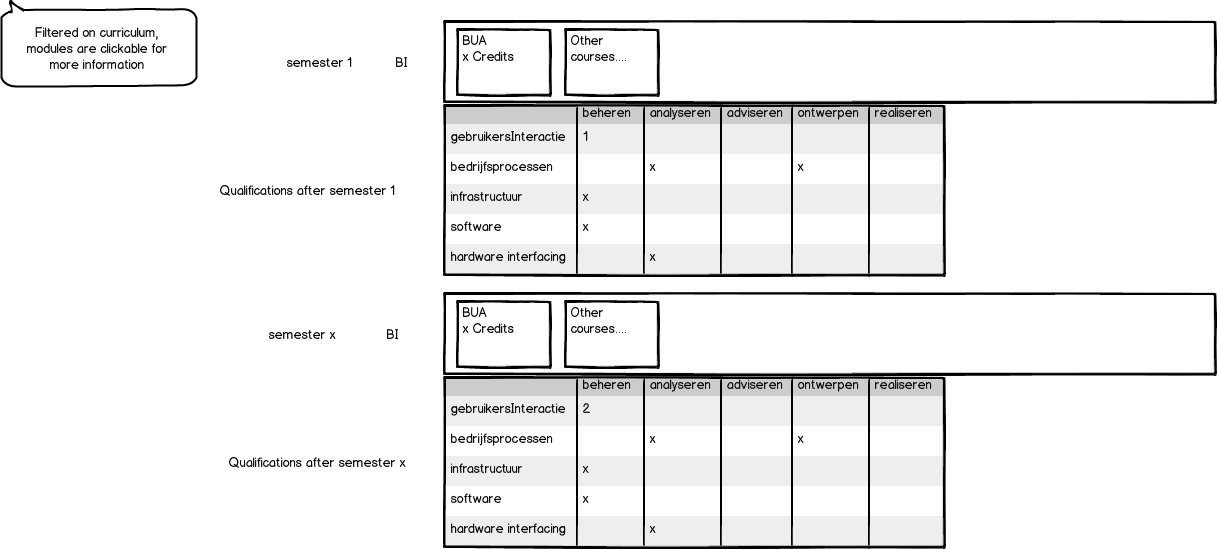 Filtered on curriculum,
modules are clickable for
more information
semester 1 BI
BUA
x Credits
Other
courses....
beheren analyseren adviseren ontwerpen realiseren
gebruikersInteractie 1
bedrijfsprocessen x x
Qualifications after semester 1
infrastructuur x
software x
hardware interfacing x
semester x BI
BUA
x Credits
Other
courses....
beheren analyseren adviseren ontwerpen realiseren
gebruikersInteractie 2
bedrijfsprocessen x x
Qualifications after semester x
infrastructuur x
software x
hardware interfacing x